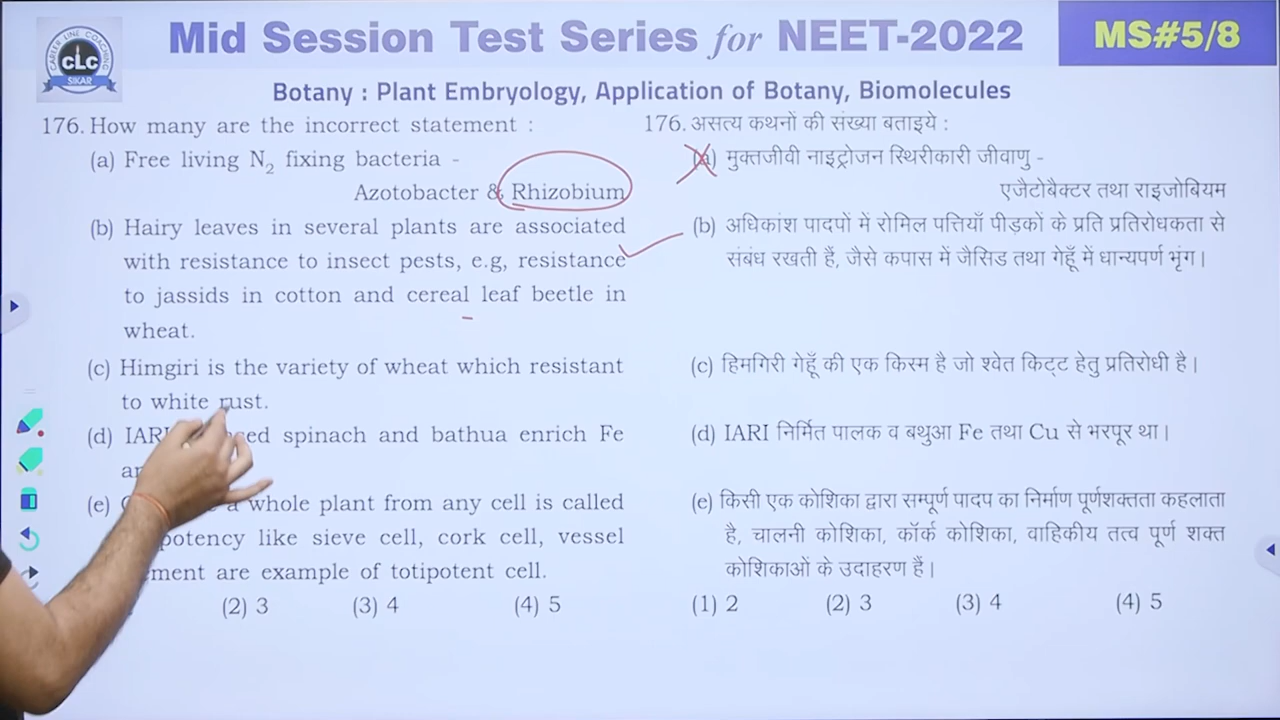 CAREER LINE COACHING
CLC
SIKAR
Mid Session Test Series for NEET-2022
MS#5/8
Botany : Plant Embryology, Application of Botany, Biomolecules
176. How many are the incorrect statement :
(a) Free living N₂ fixing bacteria -
Azotobacter & Rhizobium
(b) Hairy leaves in several plants are associated
with resistance to insect pests, e.g, resistance
to jassids in cotton and cereal leaf beetle in
wheat.
(c) Himgiri is the variety of wheat which resistant
to white rust.
(d) IARI spinach and bathua enrich Fe
(e) a whole plant from any cell is called
potency like sieve cell, cork cell, vessel
ment are example of totipotent cell.
(2) 3 (3) 4 (4) 5
176. असत्य कथनों की संख्या बताइये :
(a) मुक्तजीवी नाइट्रोजन स्थिरीकारी जीवाणु -
एजैटोबैक्टर तथा राइजोबियम
(b) अधिकांश पादपों में रोमिल पत्तियाँ पीड़कों के प्रति प्रतिरोधकता से
संबंध रखती हैं, जैसे कपास में जैसिड तथा गेहूँ में धान्यपर्ण भृंग।
(c) हिमगिरी गेहूँ की एक किस्म है जो श्वेत किट्ट हेतु प्रतिरोधी है।
(d) IARI निर्मित पालक व बथुआ Fe तथा Cu से भरपूर था।
(e) किसी एक कोशिका द्वारा सम्पूर्ण पादप का निर्माण पूर्णशक्तता कहलाता
है, चालनी कोशिका, कॉर्क कोशिका, वाहिकीय तत्व पूर्ण शक्त
कोशिकाओं के उदाहरण हैं।
(1) 2 (2) 3 (3) 4 (4) 5